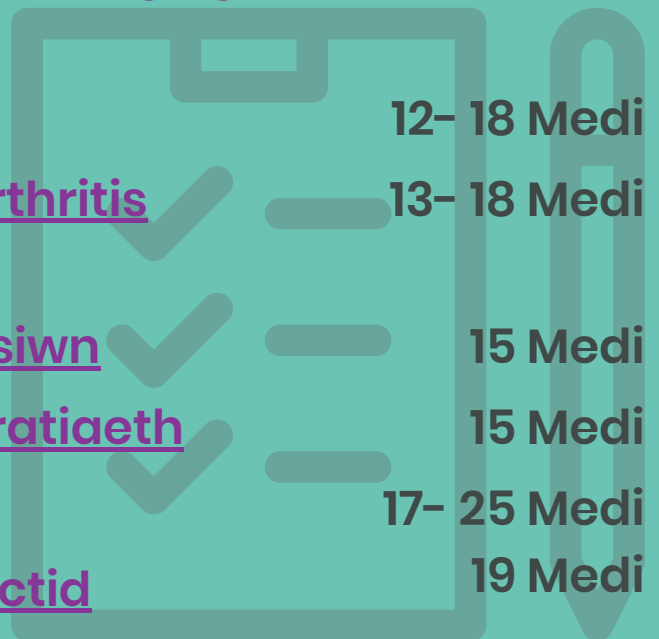 12- 18 Medi
rthritis 13- 18 Medi
siwn 15 Medi
ratiaeth 15 Medi
17- 25 Medi
19 Medi
ctid